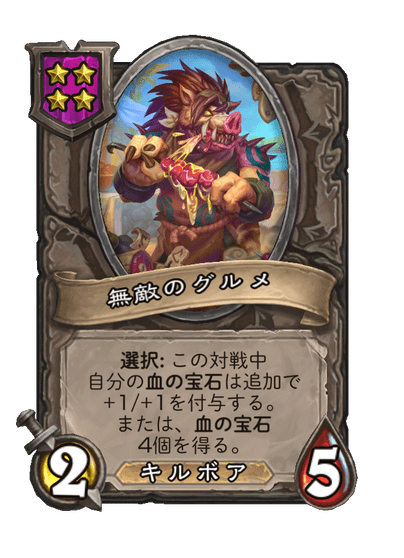 無敵のグルメ
選択: この対戦中
自分の血の宝石は追加で
+1/+1を付与する。
または、血の宝石
4個を得る。
2
キルボア
5